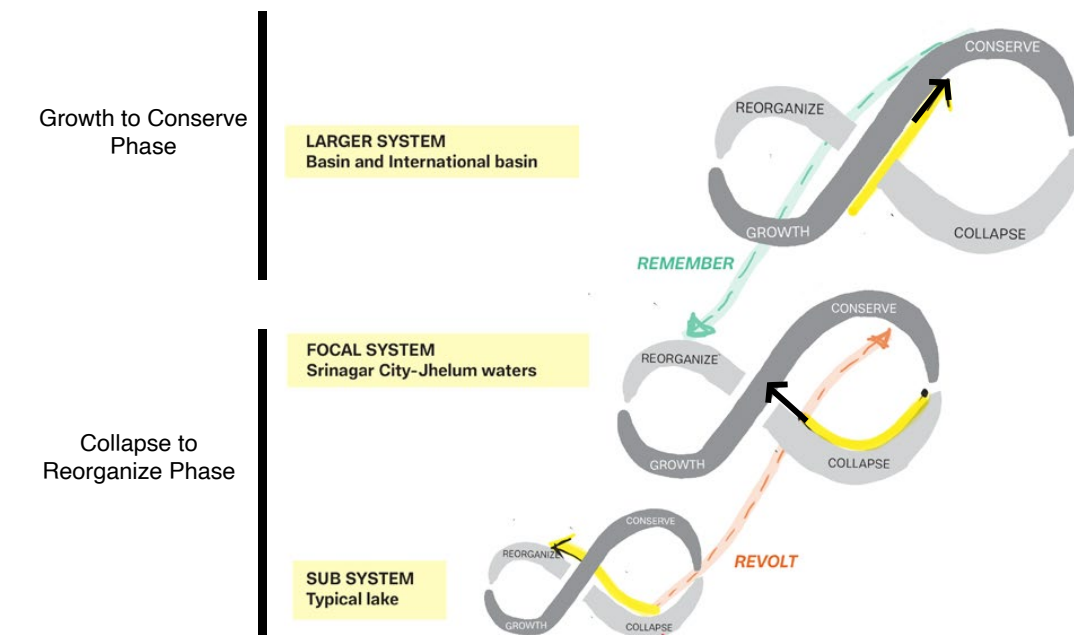 Growth to Conserve
Phase
LARGER SYSTEM
Basin and International basin
CONSERVE
REORGANIZE
GROWTH
COLLAPSE
REMEMBER
Collapse to
Reorganize Phase
FOCAL SYSTEM
Srinagar City-Jhelum waters
CONSERVE
REORGANIZE
GROWTH
COLLAPSE
REVOLT
SUB SYSTEM
Typical lake
CONSERVE
REORGANIZE
GROWTH
COLLAPSE